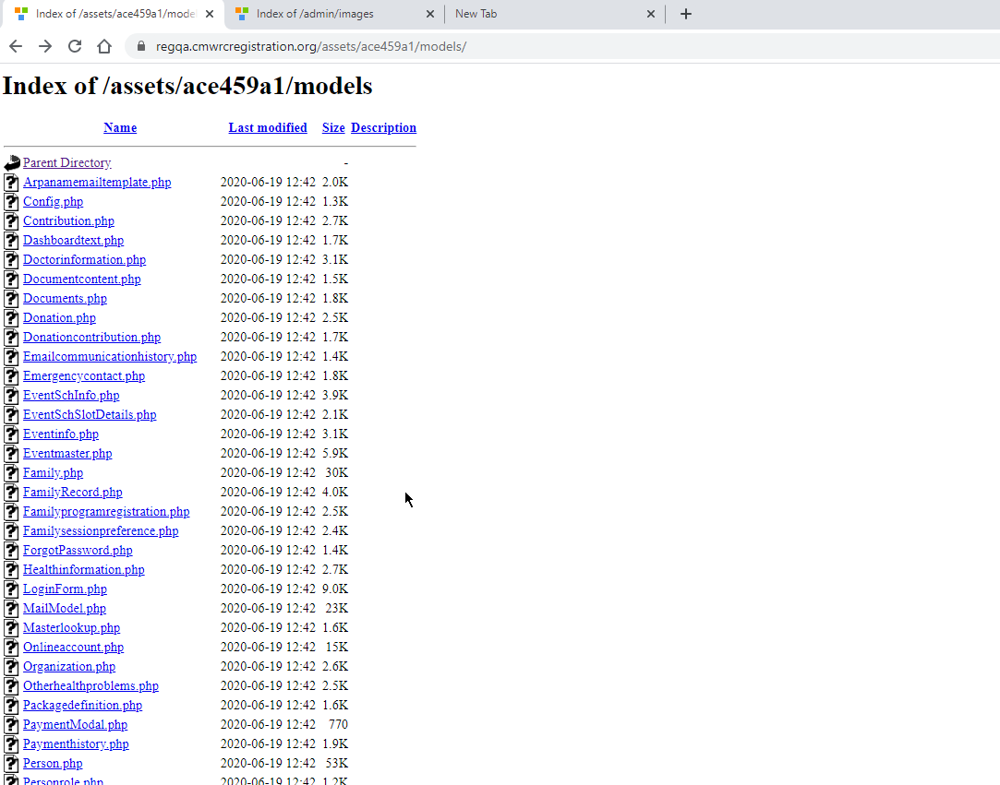 Index of /assets/ace459a1/mode
Index of /admin/images
New Tab
regqa.cmwrcregistration.org/assets/ace459a1/models/
Index of /assets/ace459a1/models
Name Last modified Size Description
Parent Directory -
Arpanamemailtemplate.php 2020-06-19 12:42 2.0K
Config.php 2020-06-19 12:42 1.3K
Contribution.php 2020-06-19 12:42 2.7K
Dashboardtext.php 2020-06-19 12:42 1.7K
Doctorinformation.php 2020-06-19 12:42 3.1K
Documentcontent.php 2020-06-19 12:42 1.5K
Documents.php 2020-06-19 12:42 1.8K
Donation.php 2020-06-19 12:42 2.5K
Donationcontribution.php 2020-06-19 12:42 1.7K
Emailcommunicationhistory.php 2020-06-19 12:42 1.4K
Emergencycontact.php 2020-06-19 12:42 1.8K
EventSchInfo.php 2020-06-19 12:42 3.9K
EventSchSlotDetails.php 2020-06-19 12:42 2.1K
Eventinfo.php 2020-06-19 12:42 3.1K
Eventmaster.php 2020-06-19 12:42 5.9K
Family.php 2020-06-19 12:42 30K
FamilyRecord.php 2020-06-19 12:42 4.0K
Familyprogramregistration.php 2020-06-19 12:42 2.5K
Familysessionpreference.php 2020-06-19 12:42 2.4K
ForgotPassword.php 2020-06-19 12:42 1.4K
Healthinformation.php 2020-06-19 12:42 2.7K
LoginForm.php 2020-06-19 12:42 9.0K
MailModel.php 2020-06-19 12:42 23K
Masterlookup.php 2020-06-19 12:42 1.6K
Onlineaccount.php 2020-06-19 12:42 15K
Organization.php 2020-06-19 12:42 2.6K
Otherhealthproblems.php 2020-06-19 12:42 2.5K
Packagedefinition.php 2020-06-19 12:42 1.6K
PaymentModal.php 2020-06-19 12:42 770
Paymenthistory.php 2020-06-19 12:42 1.9K
Person.php 2020-06-19 12:42 53K
Personrole.php 2020-06-19 12:42 1.2K